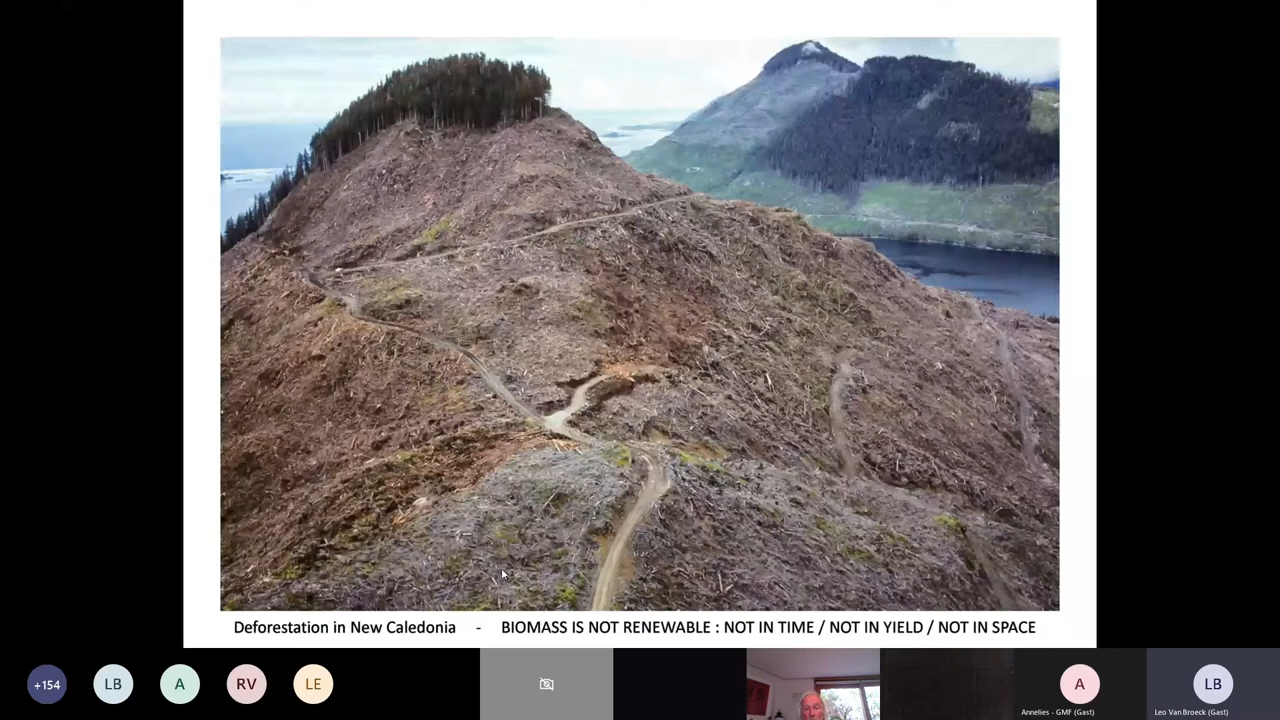 Deforestation in New Caledonia - BIOMASS IS NOT RENEWABLE : NOT IN TIME / NOT IN YIELD / NOT IN SPACE
+154
LB
A
RV
LE
A
Annelies - GMF (Gast)
LB
Leo Van Broeck (Gast)